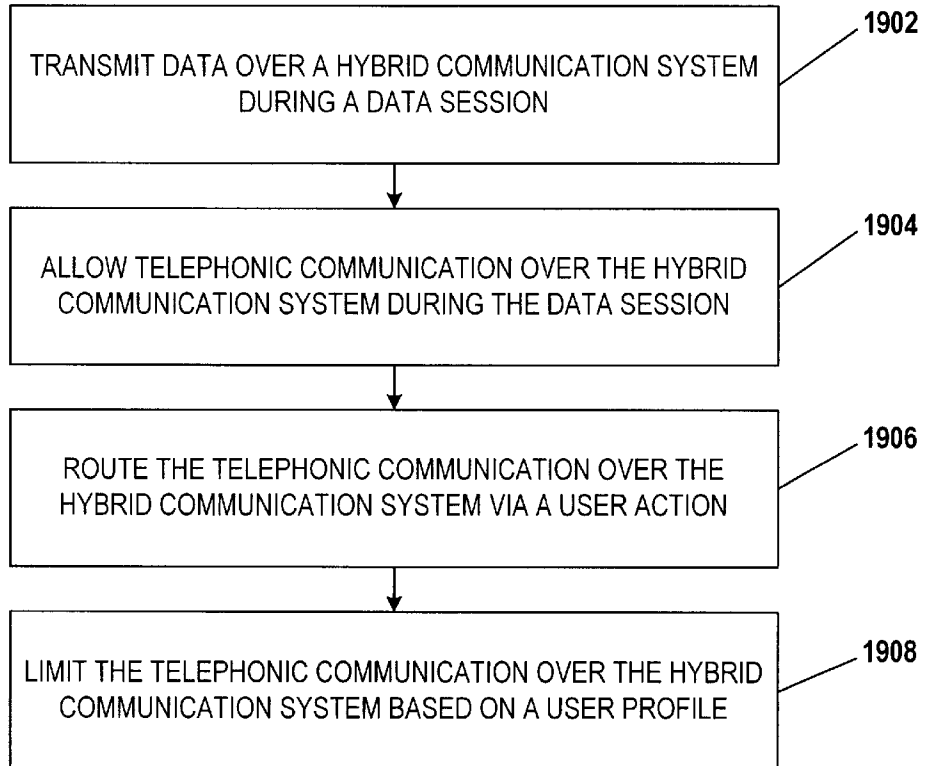 1902
TRANSMIT DATA OVER A HYBRID COMMUNICATION SYSTEM
DURING A DATA SESSION
1904
ALLOW TELEPHONIC COMMUNICATION OVER THE HYBRID
COMMUNICATION SYSTEM DURING THE DATA SESSION
1906
ROUTE THE TELEPHONIC COMMUNICATION OVER THE
HYBRID COMMUNICATION SYSTEM VIA A USER ACTION
1908
LIMIT THE TELEPHONIC COMMUNICATION OVER THE HYBRID
COMMUNICATION SYSTEM BASED ON A USER PROFILE